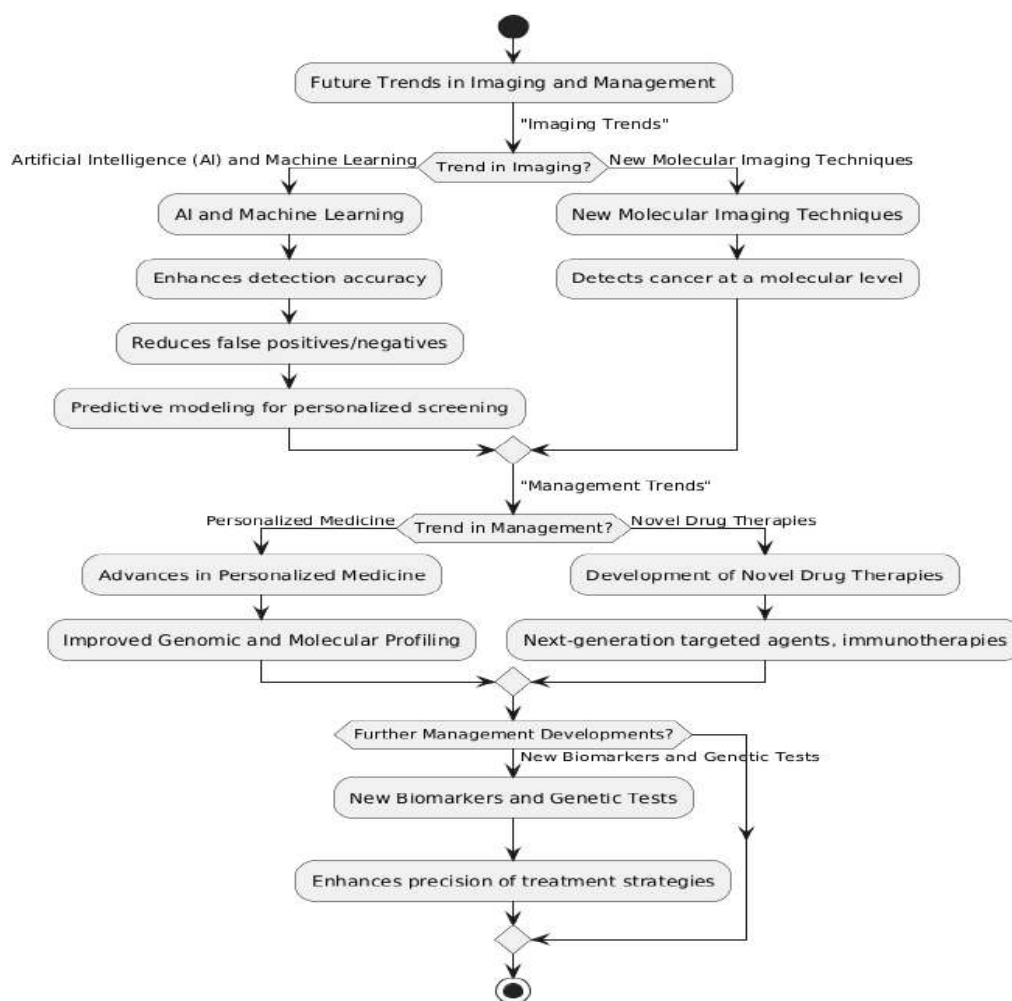 Future Trends in Imaging and Management
"Imaging Trends"
Artificial Intelligence (AI) and Machine Learning
Trend in Imaging?
New Molecular Imaging Techniques
AI and Machine Learning
New Molecular Imaging Techniques
Enhances detection accuracy
Detects cancer at a molecular level
Reduces false positives/negatives
Predictive modeling for personalized screening
"Management Trends"
Personalized Medicine
Trend in Management?
Novel Drug Therapies
Advances in Personalized Medicine
Development of Novel Drug Therapies
Improved Genomic and Molecular Profiling
Next-generation targeted agents, immunotherapies
Further Management Developments?
New Biomarkers and Genetic Tests
New Biomarkers and Genetic Tests
Enhances precision of treatment strategies